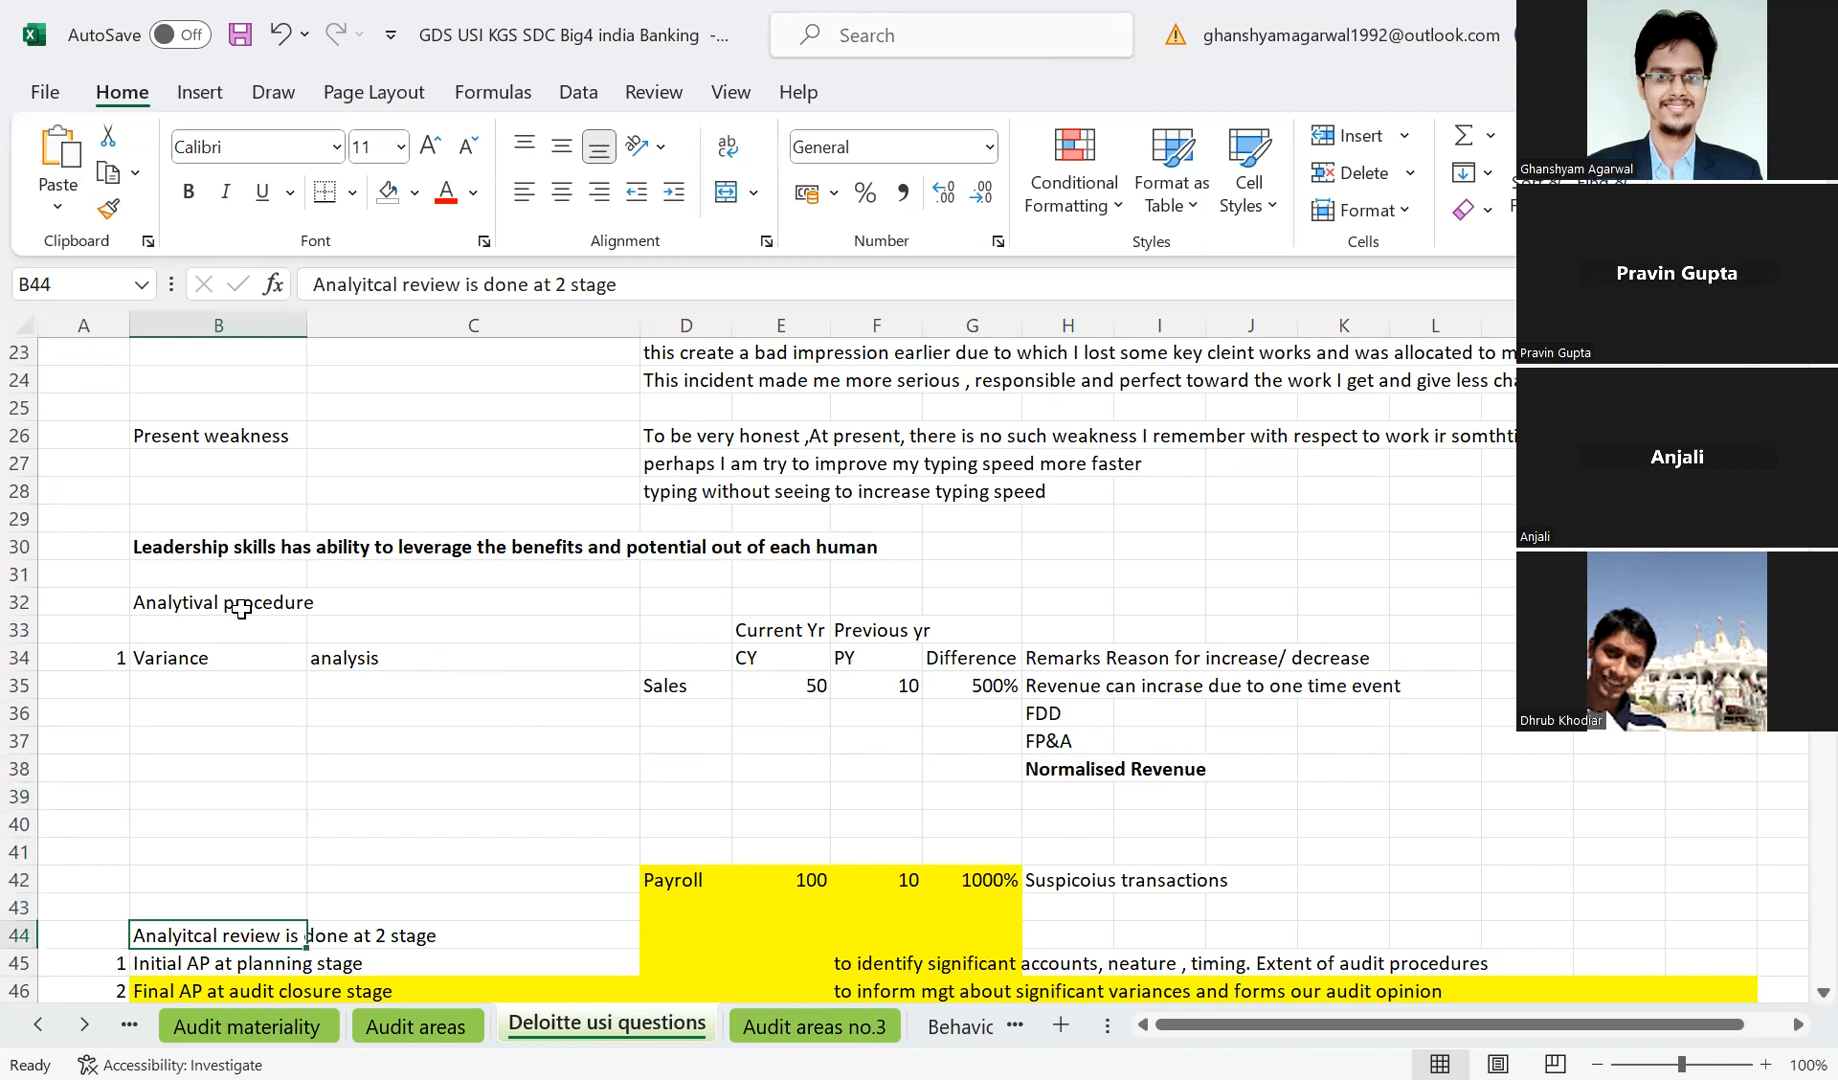 AutoSave Off GDS USI KGS SDC Big4 india Banking -... Search ghanshyamagarwal1992@outlook.com
File Home Insert Draw Page Layout Formulas Data Review View Help
Paste Calibri 11 General Conditional Formatting Format as Table Cell Styles Insert Delete Format
Clipboard Font Alignment Number Styles Cells
B44 fx Analyitcal review is done at 2 stage
A B C D E F G H I J K L
23 this create a bad impression earlier due to which I lost some key cleint works and was allocated to m
24 This incident made me more serious , responsible and perfect toward the work I get and give less cha
25
26 Present weakness To be very honest ,At present, there is no such weakness I remember with respect to work ir somthti
27 perhaps I am try to improve my typing speed more faster
28 typing without seeing to increase typing speed
29
30 Leadership skills has ability to leverage the benefits and potential out of each human
31
32 Analytival procedure
33 Current Yr Previous yr
34 1 Variance analysis CY PY Difference Remarks Reason for increase/ decrease
35 Sales 50 10 500% Revenue can incrase due to one time event
36 FDD
37 FP&A
38 Normalised Revenue
39
40
41
42 Payroll 100 10 1000% Suspicoius transactions
43
44 Analyitcal review is done at 2 stage
45 1 Initial AP at planning stage to identify significant accounts, neature , timing. Extent of audit procedures
46 2 Final AP at audit closure stage to inform mgt about significant variances and forms our audit opinion
Audit materiality Audit areas Deloitte usi questions Audit areas no.3 Behavic
Ready Accessibility: Investigate 100%
Ghanshyam Agarwal
Pravin Gupta
Pravin Gupta
Anjali
Anjali
Dhrub Khodiar